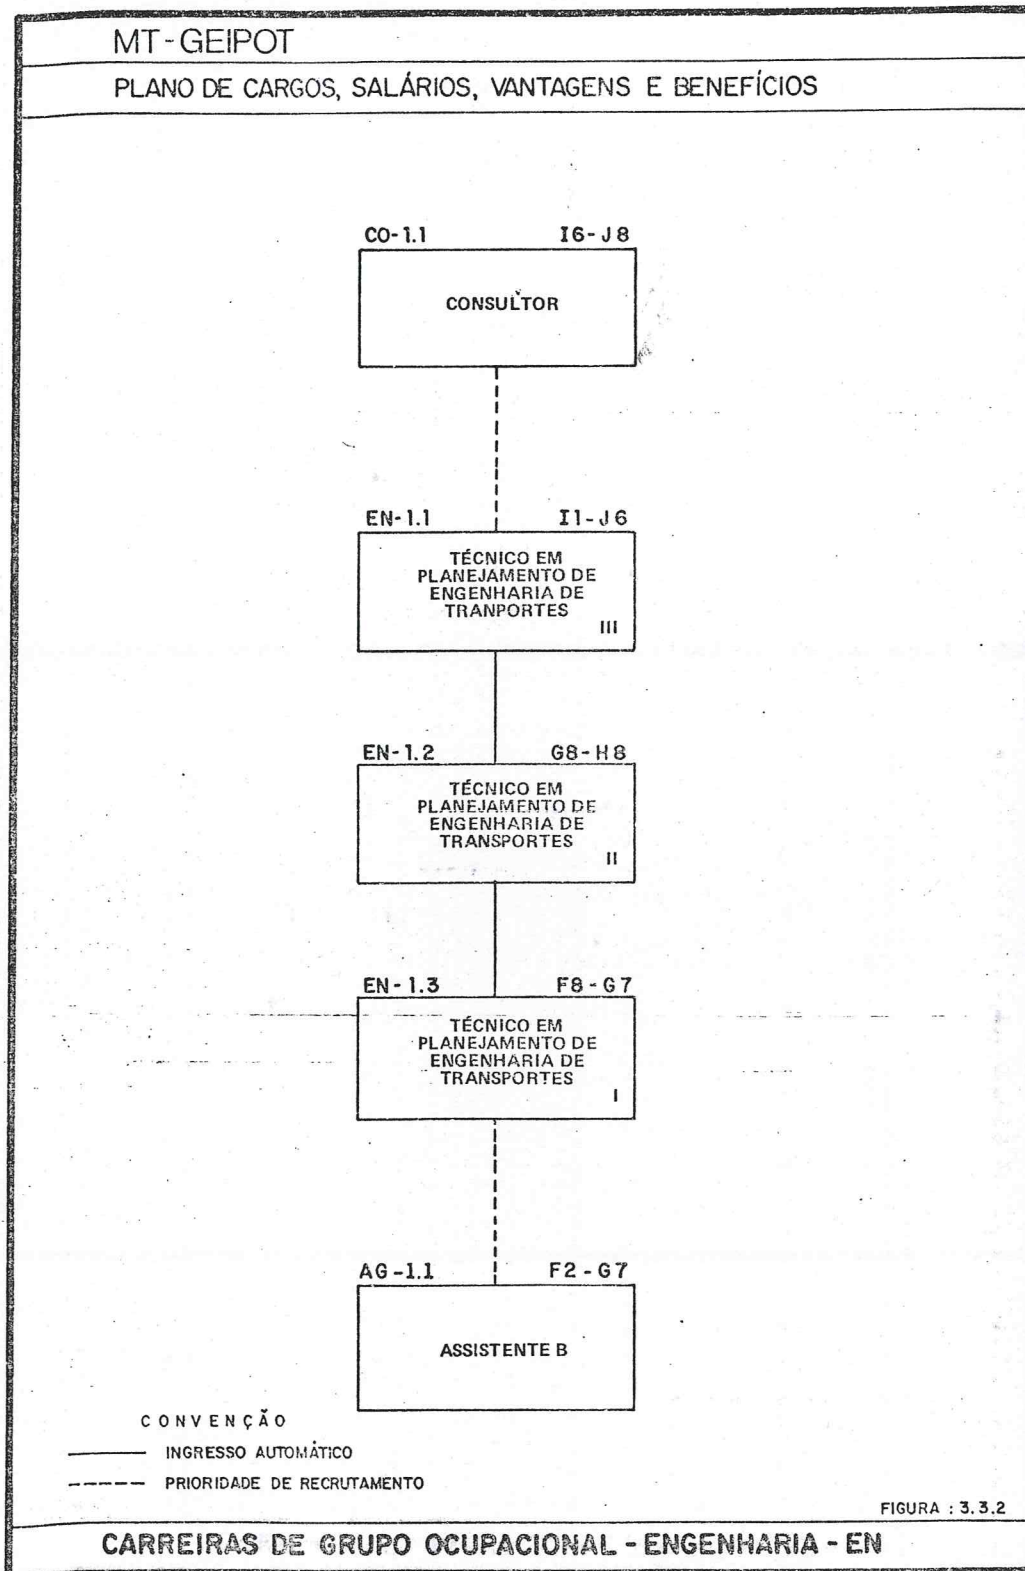 MT-GEIPOT
PLANO DE CARGOS, SALÁRIOS, VANTAGENS E BENEFÍCIOS
CO-1.1 I6-J8
CONSULTOR
EN-1.1 I1-J6
TÉCNICO EM
PLANEJAMENTO DE
ENGENHARIA DE
TRANPORTES
III
EN-1.2 G8-H8
TÉCNICO EM
PLANEJAMENTO DE
ENGENHARIA DE
TRANSPORTES
II
EN-1.3 F8-G7
TÉCNICO EM
PLANEJAMENTO DE
ENGENHARIA DE
TRANSPORTES
I
AG-1.1 F2-G7
ASSISTENTE B
CONVENÇÃO
INGRESSO AUTOMÁTICO
PRIORIDADE DE RECRUTAMENTO
FIGURA : 3.3.2
CARREIRAS DE GRUPO OCUPACIONAL - ENGENHARIA - EN